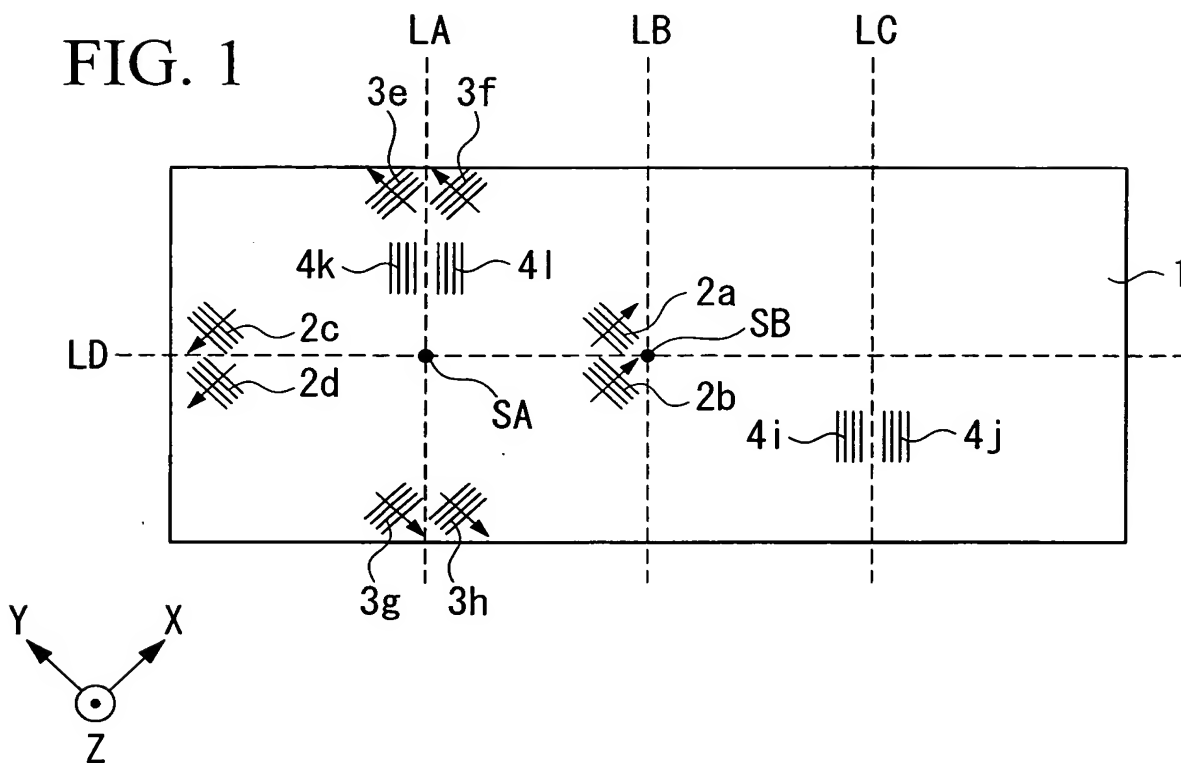 FIG. 1
LA LB LC
3e 3f
4k 4l
1
2c 2a
LD SB
2d SA 2b
4i 4j
3g 3h
Y X
Z